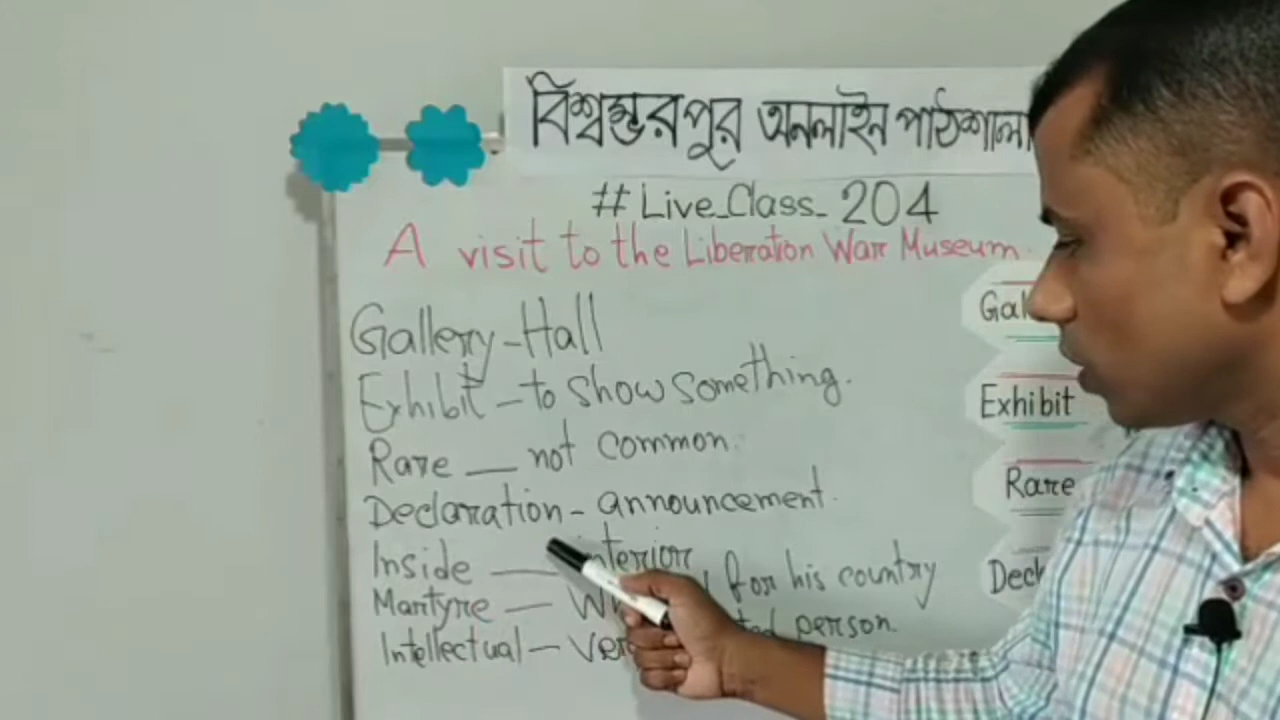 বিশ্বম্ভরপুর অনলাইন পাঠশালা
#Live_Class_204
A visit to the Liberation War Museum.
Gallery - Hall
Exhibit - to show something.
Rare — not common.
Declaration - announcement.
Inside — interior
Martyre — for his country
Intellectual - person.
Exhibit
Rare